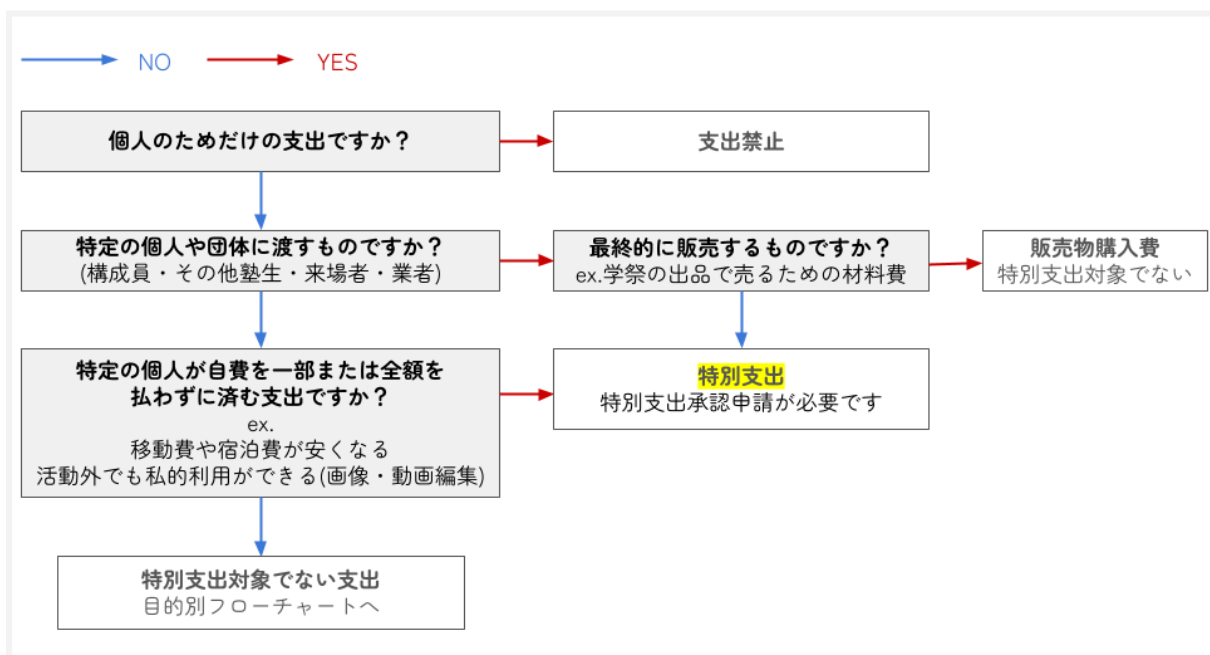 NO
YES
個人のためだけの支出ですか？
支出禁止
特定の個人や団体に渡すものですか？
(構成員・その他塾生・来場者・業者)
最終的に販売するものですか？
ex.学祭の出品で売るための材料費
販売物購入費
特別支出対象でない
特定の個人が自費を一部または全額を
払わずに済む支出ですか？
ex.
移動費や宿泊費が安くなる
活動外でも私的利用ができる(画像・動画編集)
特別支出
特別支出承認申請が必要です
特別支出対象でない支出
目的別フローチャートへ